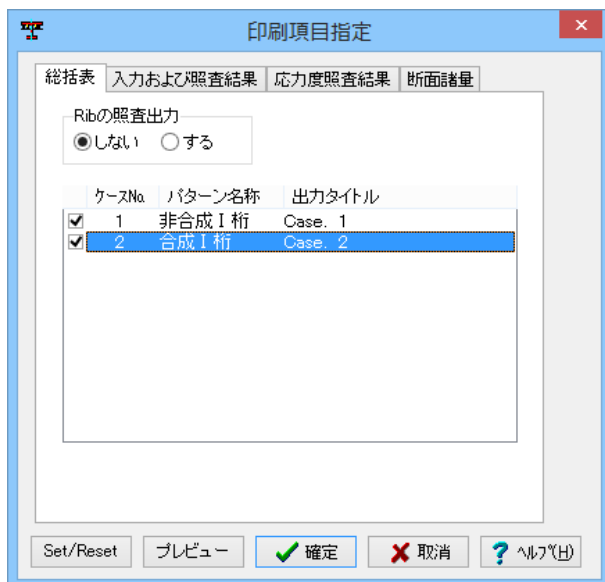 印刷項目指定
総括表 入力および照査結果 応力度照査結果 断面諸量
Ribの照査出力
しない する
ケースNo. パターン名称 出力タイトル
1 非合成Ⅰ桁 Case. 1
2 合成Ⅰ桁 Case. 2
Set/Reset プレビュー 確定 取消 ヘルプ(H)